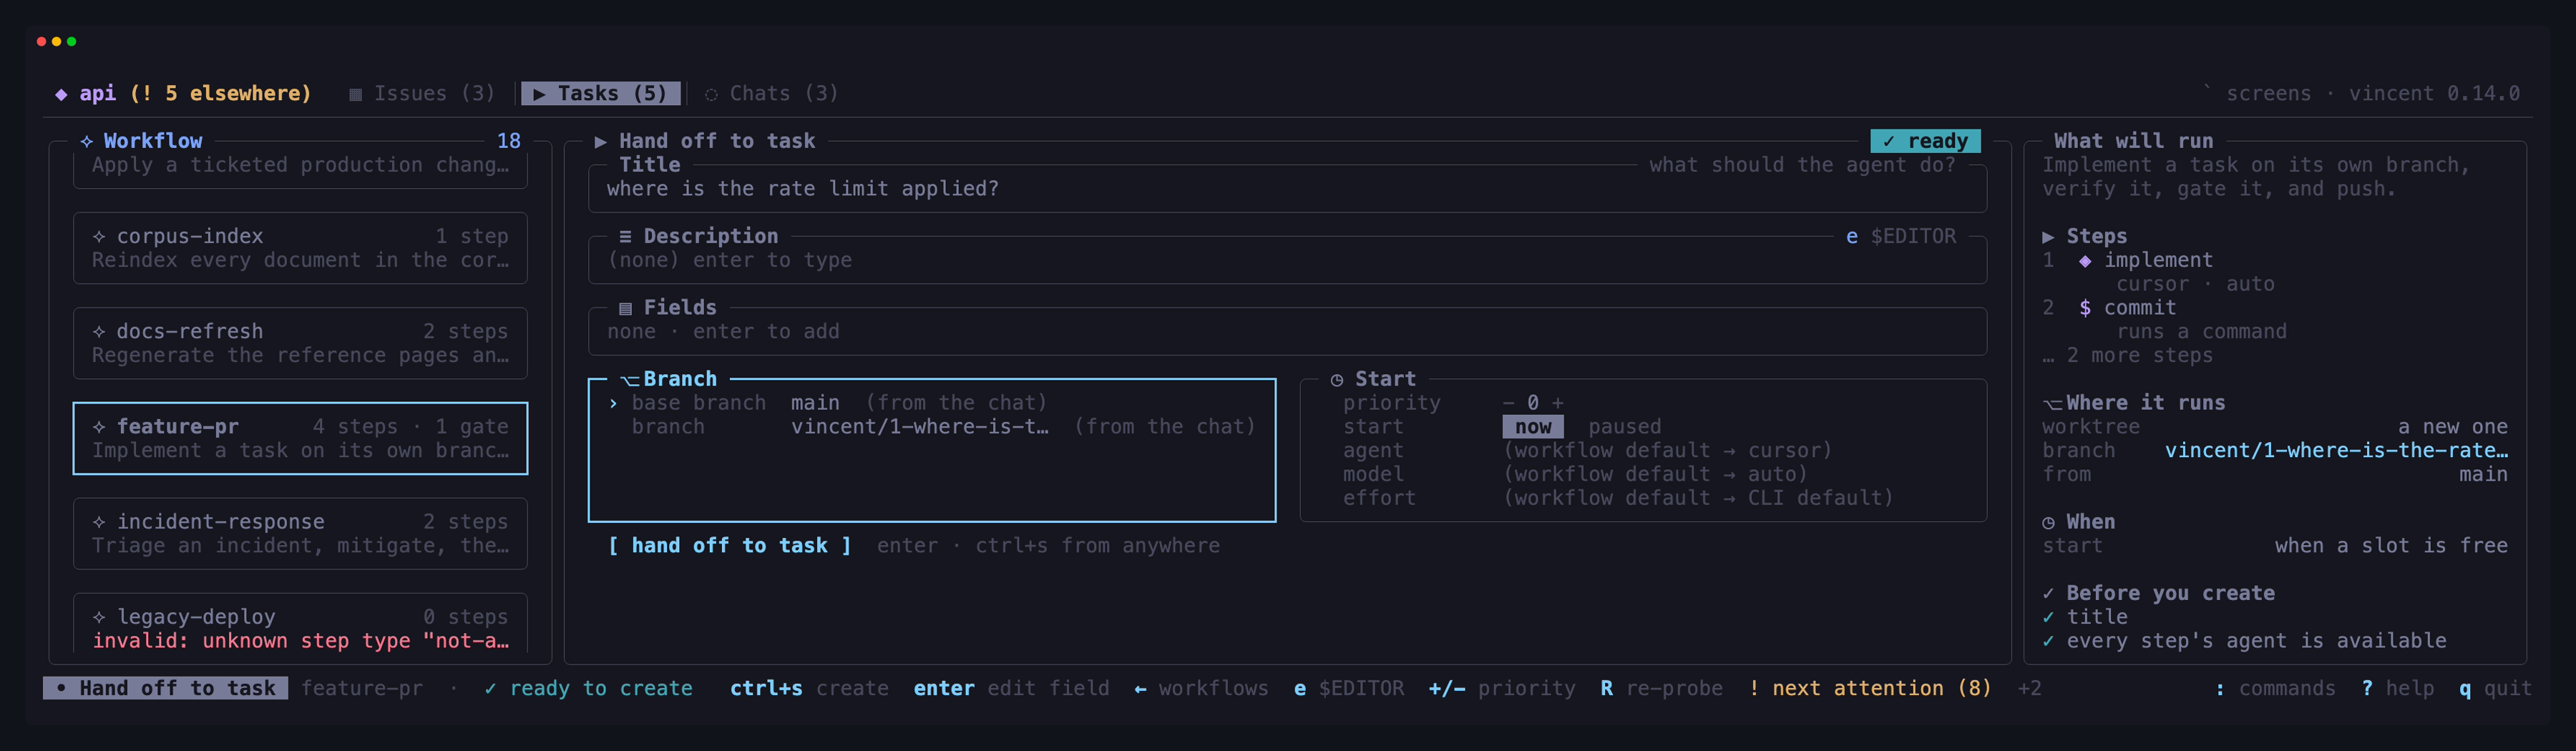 ◆ api (! 5 elsewhere) ▦ Issues (3) ▶ Tasks (5) ◌ Chats (3) ` screens · vincent 0.14.0
✧ Workflow 18
Apply a ticketed production chang…
✧ corpus-index 1 step
Reindex every document in the cor…
✧ docs-refresh 2 steps
Regenerate the reference pages an…
✧ feature-pr 4 steps · 1 gate
Implement a task on its own branc…
✧ incident-response 2 steps
Triage an incident, mitigate, the…
✧ legacy-deploy 0 steps
invalid: unknown step type "not-a…
▶ Hand off to task ✓ ready
Title what should the agent do?
where is the rate limit applied?
≡ Description e $EDITOR
(none) enter to type
▤ Fields
none · enter to add
⌥ Branch
› base branch main (from the chat)
branch vincent/1-where-is-t… (from the chat)
◷ Start
priority − 0 +
start now paused
agent (workflow default → cursor)
model (workflow default → auto)
effort (workflow default → CLI default)
[ hand off to task ] enter · ctrl+s from anywhere
What will run
Implement a task on its own branch,
verify it, gate it, and push.
▶ Steps
1 ◈ implement
cursor · auto
2 $ commit
runs a command
… 2 more steps
⌥ Where it runs
worktree a new one
branch vincent/1-where-is-the-rate…
from main
◷ When
start when a slot is free
✓ Before you create
✓ title
✓ every step's agent is available
• Hand off to task feature-pr · ✓ ready to create ctrl+s create enter edit field ← workflows e $EDITOR +/− priority R re-probe ! next attention (8) +2 : commands ? help q quit